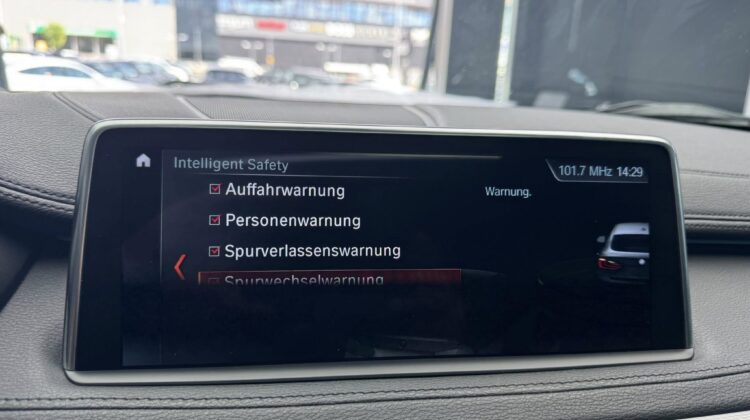 Intelligent Safety
101.7 MHz 14:29
Auffahrwarnung
Warnung.
Personenwarnung
Spurverlassenswarnung
Spurwechselwarnung